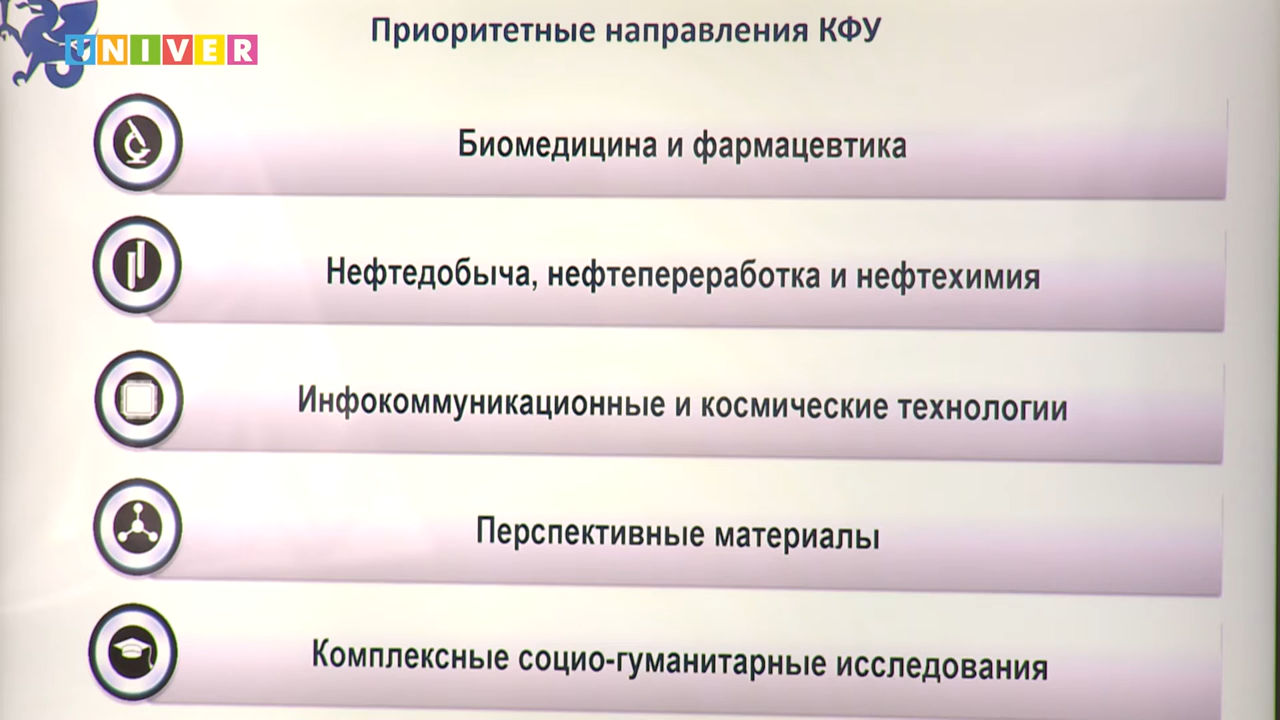 Приоритетные направления КФУ
UNIVER
Биомедицина и фармацевтика
Нефтедобыча, нефтепереработка и нефтехимия
Инфокоммуникационные и космические технологии
Перспективные материалы
Комплексные социо-гуманитарные исследования